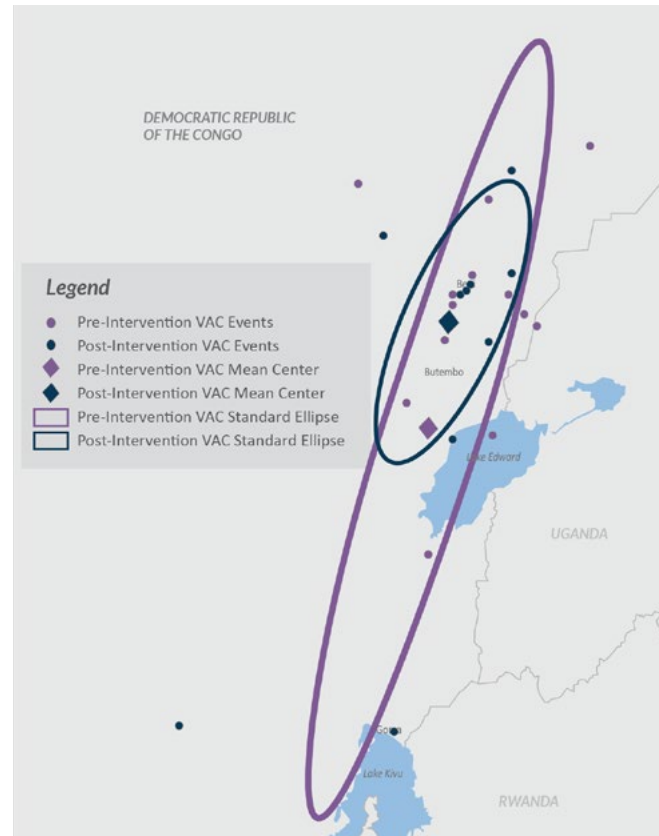 DEMOCRATIC REPUBLIC
OF THE CONGO
Legend
Pre-Intervention VAC Events
Post-Intervention VAC Events
Pre-Intervention VAC Mean Center
Post-Intervention VAC Mean Center
Pre-Intervention VAC Standard Ellipse
Post-Intervention VAC Standard Ellipse
Butembo
Lake Edward
UGANDA
Goma
Lake Kivu
RWANDA